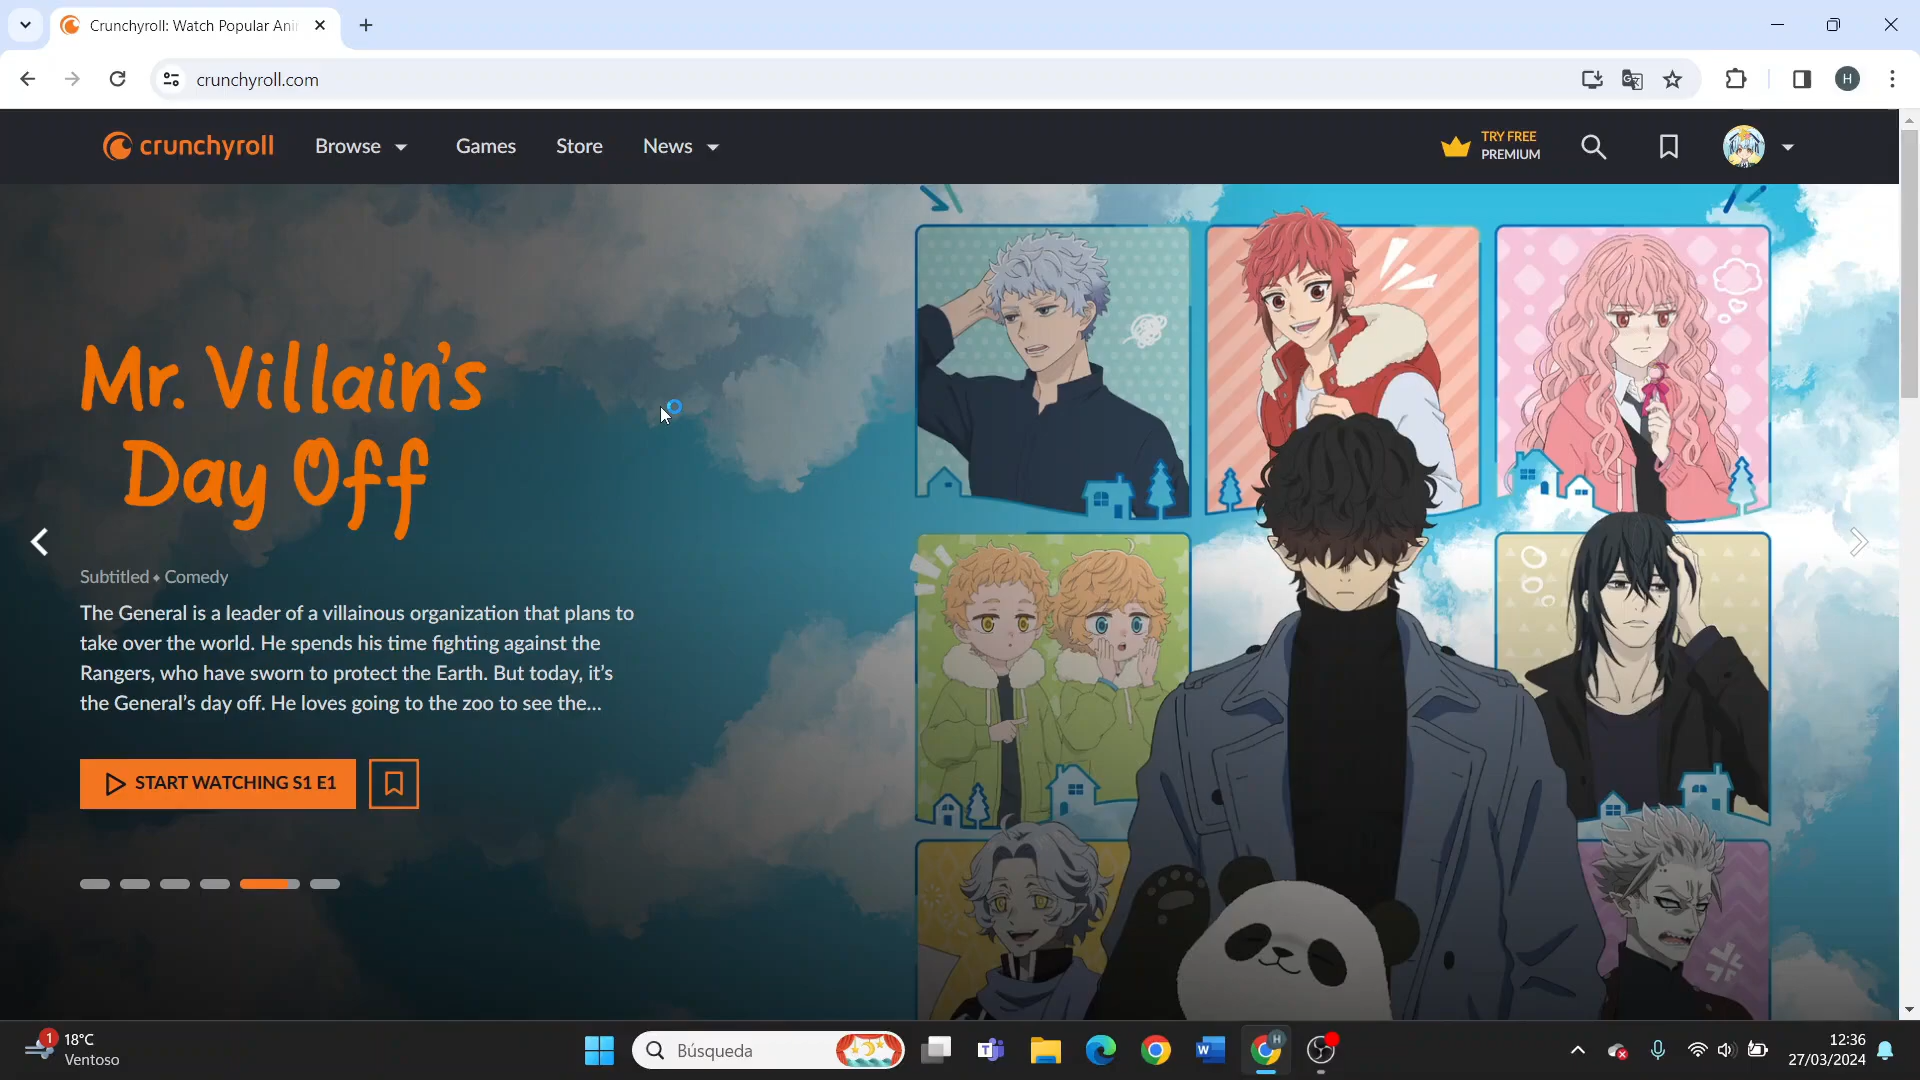 Crunchyroll: Watch Popular Ani
crunchyroll.com
H
crunchyroll
Browse
Games
Store
News
TRY FREE
PREMIUM
Mr. Villain's
Day Off
Subtitled ♦ Comedy
The General is a leader of a villainous organization that plans to
take over the world. He spends his time fighting against the
Rangers, who have sworn to protect the Earth. But today, it's
the General's day off. He loves going to the zoo to see the...
START WATCHING S1 E1
1
18°C
Ventoso
Búsqueda
T
W
H
12:36
27/03/2024